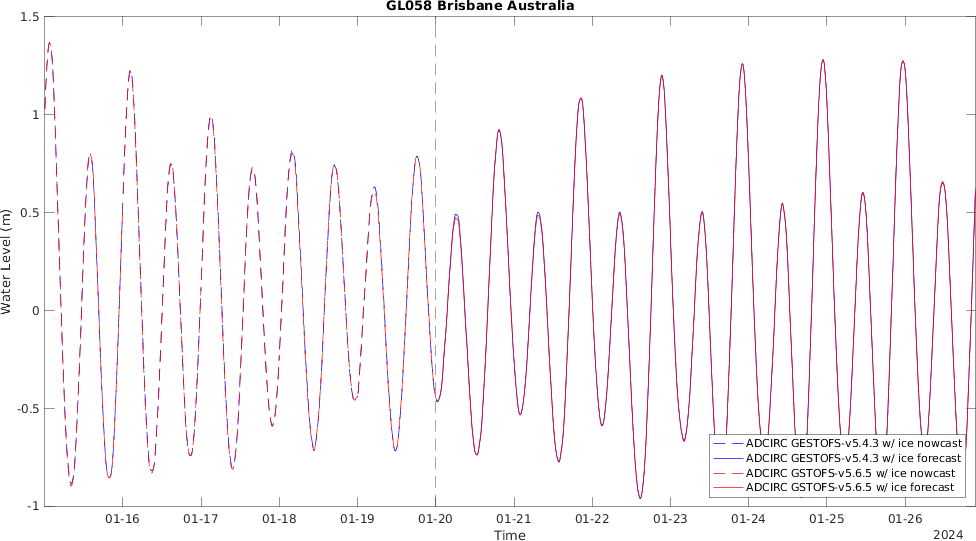 GL058 Brisbane Australia
1.5
1
0.5
0
-0.5
-1
Water Level (m)
01-16 01-17 01-18 01-19 01-20 01-21 01-22 01-23 01-24 01-25 01-26
Time
2024
ADCIRC GESTOFS-v5.4.3 w/ ice nowcast
ADCIRC GESTOFS-v5.4.3 w/ ice forecast
ADCIRC GSTOFS-v5.6.5 w/ ice nowcast
ADCIRC GSTOFS-v5.6.5 w/ ice forecast